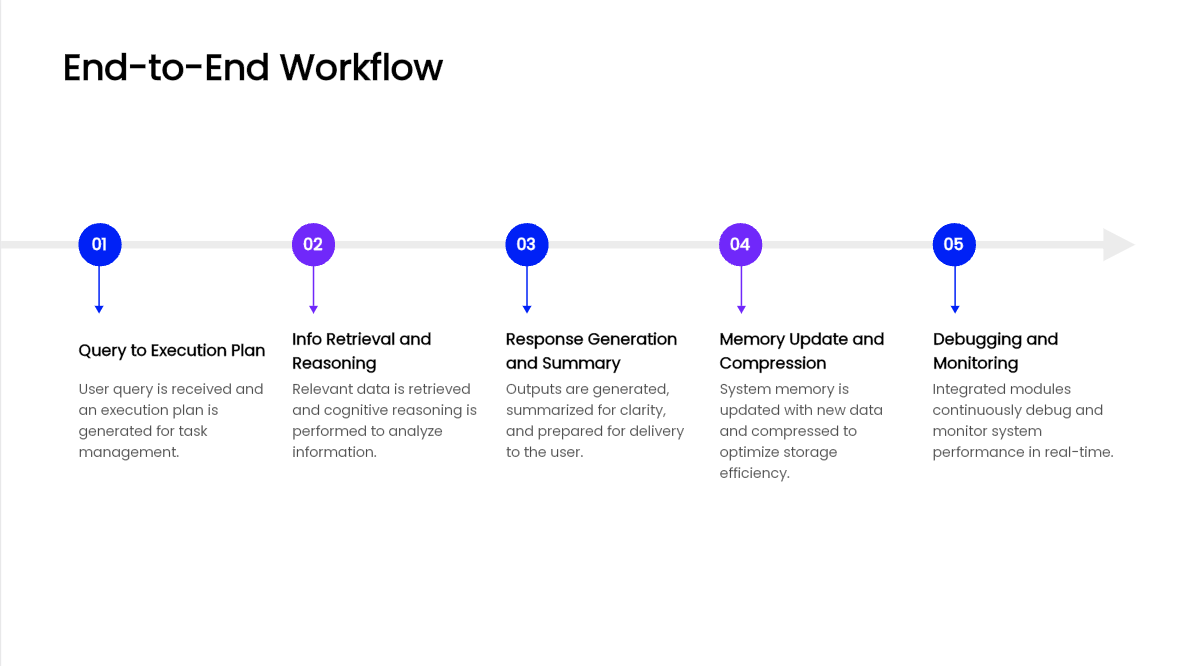 End-to-End Workflow
01
02
03
04
05
Query to Execution Plan
User query is received and
an execution plan is
generated for task
management.
Info Retrieval and
Reasoning
Relevant data is retrieved
and cognitive reasoning is
performed to analyze
information.
Response Generation
and Summary
Outputs are generated,
summarized for clarity,
and prepared for delivery
to the user.
Memory Update and
Compression
System memory is
updated with new data
and compressed to
optimize storage
efficiency.
Debugging and
Monitoring
Integrated modules
continuously debug and
monitor system
performance in real-time.